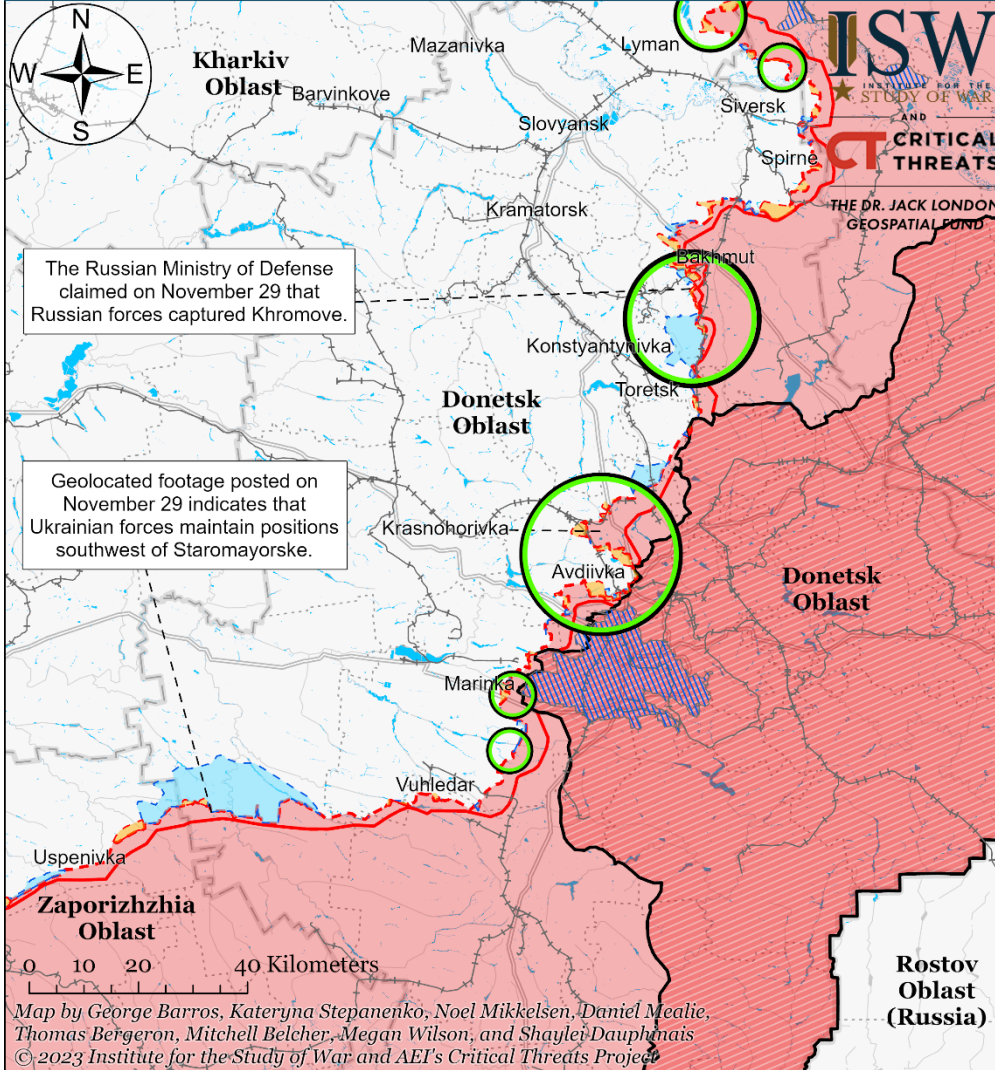 N
W
E
S
Kharkiv
Oblast
Mazanivka
Barvinkove
Lyman
Slovyansk
Siversk
Spirne
Kramatorsk
ISW
INSTITUTE FOR THE
STUDY OF WAR
AND
CT CRITICAL
THREATS
THE DR. JACK LONDON
GEOSPATIAL FUND
The Russian Ministry of Defense
claimed on November 29 that
Russian forces captured Khromove.
Bakhmut
Konstyantynivka
Toretsk
Donetsk
Oblast
Geolocated footage posted on
November 29 indicates that
Ukrainian forces maintain positions
southwest of Staromayorske.
Krasnohorivka
Avdiivka
Donetsk
Oblast
Marinka
Vuhledar
Uspenivka
Zaporizhzhia
Oblast
0 10 20 40 Kilometers
Rostov
Oblast
(Russia)
Map by George Barros, Kateryna Stepanenko, Noel Mikkelsen, Daniel Mealie,
Thomas Bergeron, Mitchell Belcher, Megan Wilson, and Shaylei Dauphinais
© 2023 Institute for the Study of War and AEI's Critical Threats Project